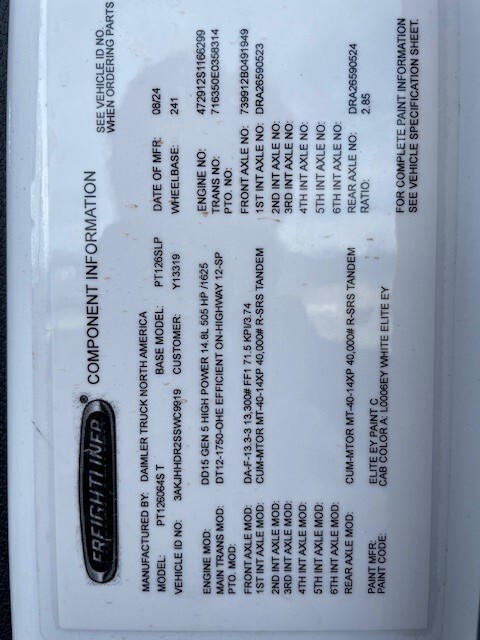 FREIGHTLINER® COMPONENT INFORMATION
SEE VEHICLE ID NO.
WHEN ORDERING PARTS
MANUFACTURED BY: DAIMLER TRUCK NORTH AMERICA
MODEL: PT126064S T BASE MODEL: PT126SLP DATE OF MFR: 08/24
VEHICLE ID NO: 3AKJHHDR2SSWC9919 CUSTOMER: Y13319 WHEELBASE: 241
ENGINE MOD: DD15 GEN 5 HIGH POWER 14.8L 505 HP /1625 ENGINE NO: 472912S1166299
MAIN TRANS MOD: DT12-1750-OHE EFFICIENT ON-HIGHWAY 12-SP TRANS NO: 716350E0358314
PTO. MOD: PTO. NO:
FRONT AXLE MOD: DA-F-13.3-3 13,300# FF1 71.5 KPI/3.74 FRONT AXLE NO: 739912B0491949
1ST INT AXLE MOD: CUM-MTOR MT-40-14XP 40,000# R-SRS TANDEM 1ST INT AXLE NO: DRA26590523
2ND INT AXLE MOD: 2ND INT AXLE NO:
3RD INT AXLE MOD: 3RD INT AXLE NO:
4TH INT AXLE MOD: 4TH INT AXLE NO:
5TH INT AXLE MOD: 5TH INT AXLE NO:
6TH INT AXLE MOD: 6TH INT AXLE NO:
REAR AXLE MOD: CUM-MTOR MT-40-14XP 40,000# R-SRS TANDEM REAR AXLE NO: DRA26590524
RATIO: 2.85
PAINT MFR: ELITE EY PAINT C
PAINT CODE: CAB COLOR A: L0006EY WHITE ELITE EY
FOR COMPLETE PAINT INFORMATION
SEE VEHICLE SPECIFICATION SHEET.